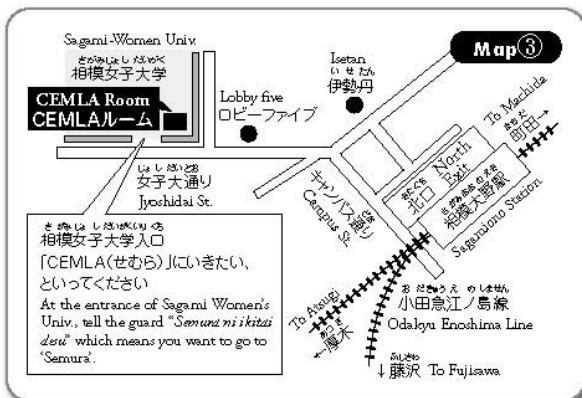 Map③
Sagami-Women Univ.
さがみじょしだいがく
相模女子大学
CEMLA Room
CEMLAルーム
Lobby five
ロビーファイブ
Isetan
いせたん
伊勢丹
To Machida
まちだ
町田→
きたぐち
北口
North
Exit
さがみおおのえき
相模大野駅
Sagamiono Station
キャンパス通り
Campus St.
じょしだいどお
女子大通り
Jyoshidai St.
さがみじょしだいがくいりぐち
相模女子大学入口
「CEMLA(せむら)」にいきたい、
といってください
At the entrance of Sagami Women's
Univ., tell the guard "Semura ni ikitai
desu" which means you want to go to
'Semura'.
To Atsugi
あつぎ
←厚木
おだきゅうえのしません
小田急江ノ島線
Odakyu Enoshima Line
ふじさわ
↓藤沢 To Fujisawa